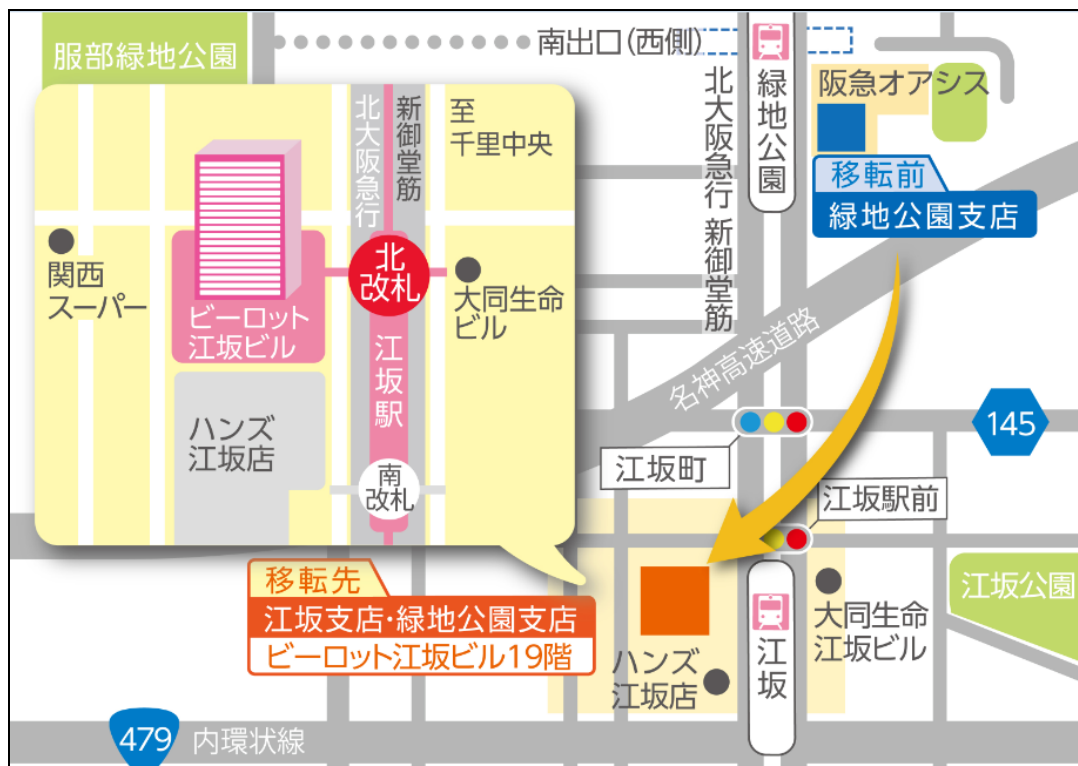 服部緑地公園
南出口(西側)
緑地公園
阪急オアシス
移転前
緑地公園支店
北大阪急行
新御堂筋
至
千里中央
北大阪急行
新御堂筋
関西
スーパー
ビーロット
江坂ビル
北
改札
大同生命
ビル
江坂駅
ハンズ
江坂店
南
改札
名神高速道路
145
江坂町
江坂駅前
移転先
江坂支店・緑地公園支店
ビーロット江坂ビル19階
江坂
ハンズ
江坂店
大同生命
江坂ビル
江坂公園
479
内環状線